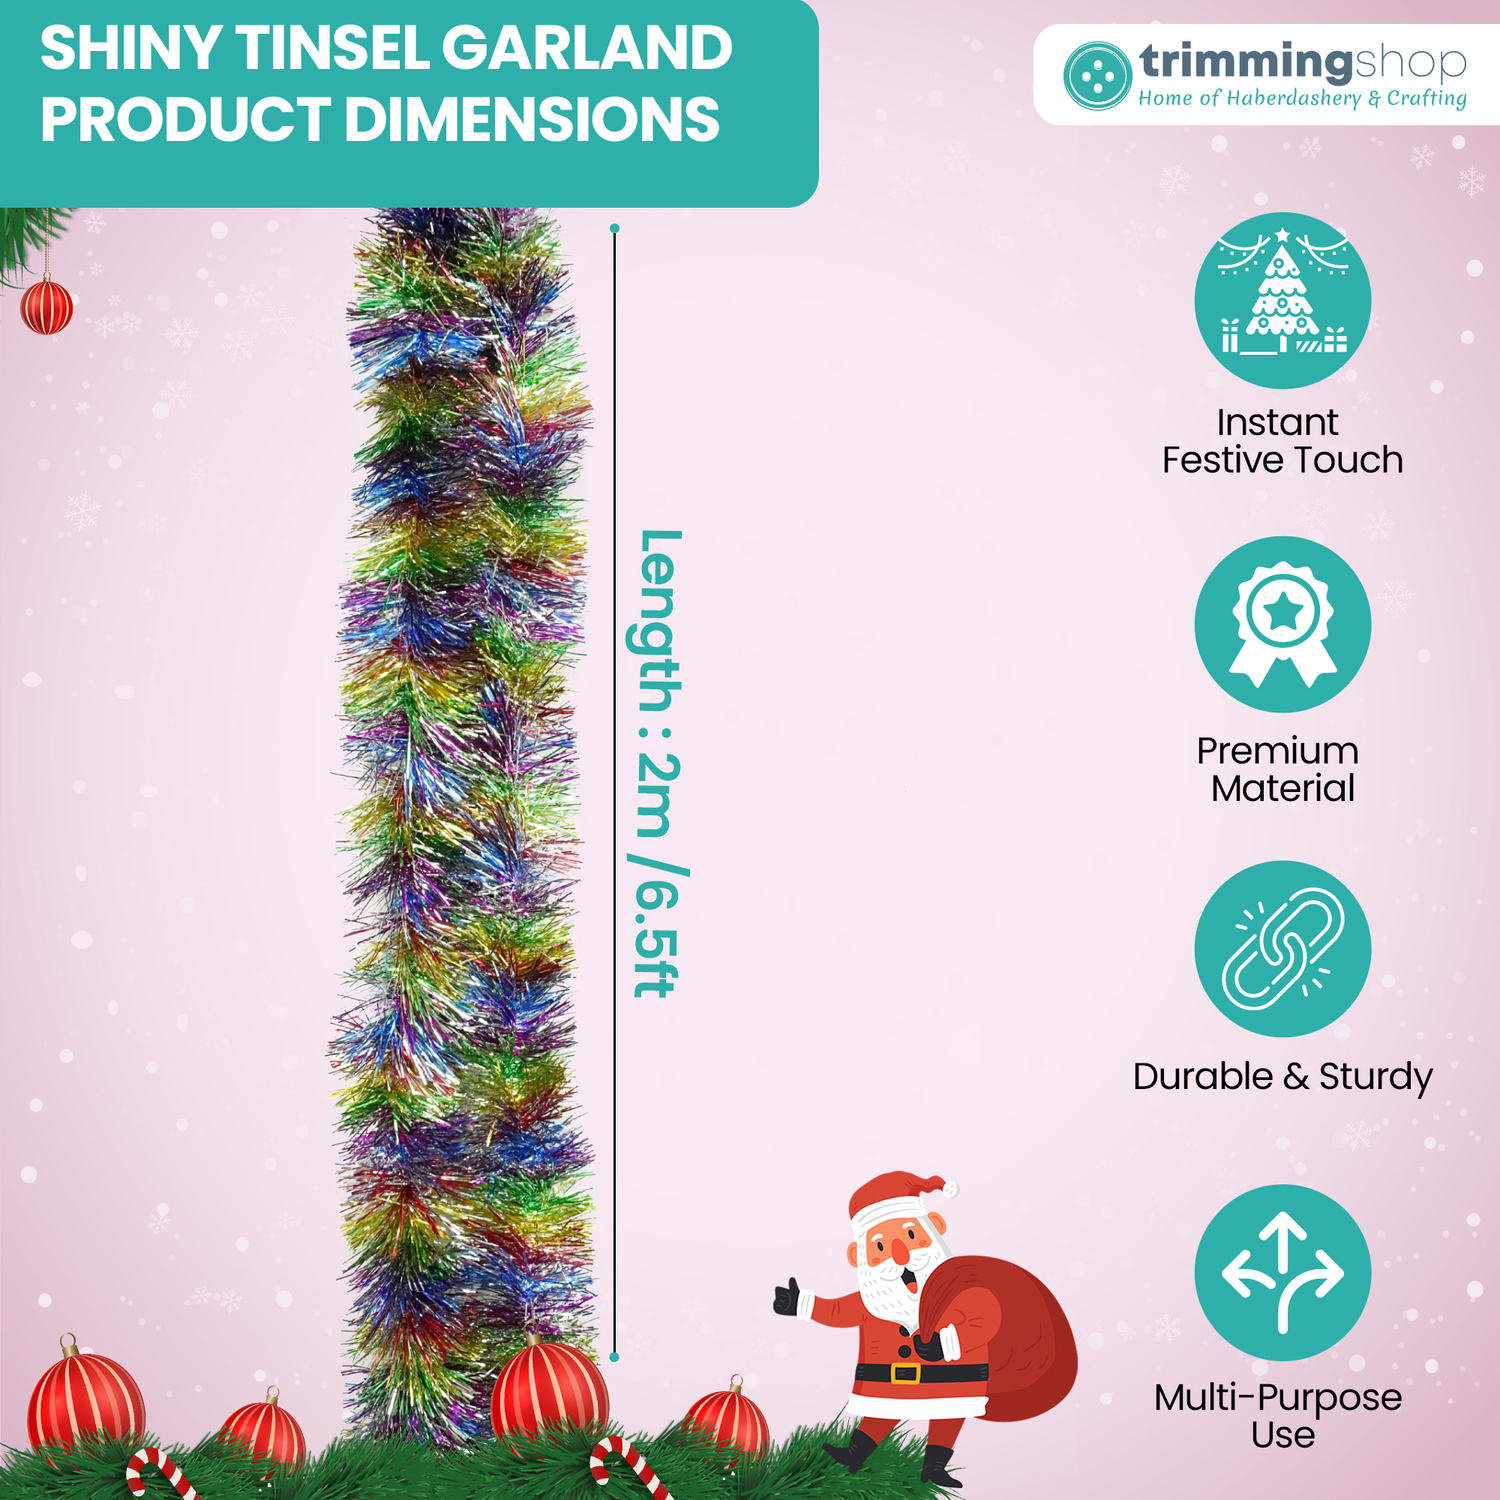 SHINY TINSEL GARLAND
PRODUCT DIMENSIONS
trimmingshop
Home of Haberdashery & Crafting
Length : 2m /6.5ft
Instant
Festive Touch
Premium
Material
Durable & Sturdy
Multi-Purpose
Use